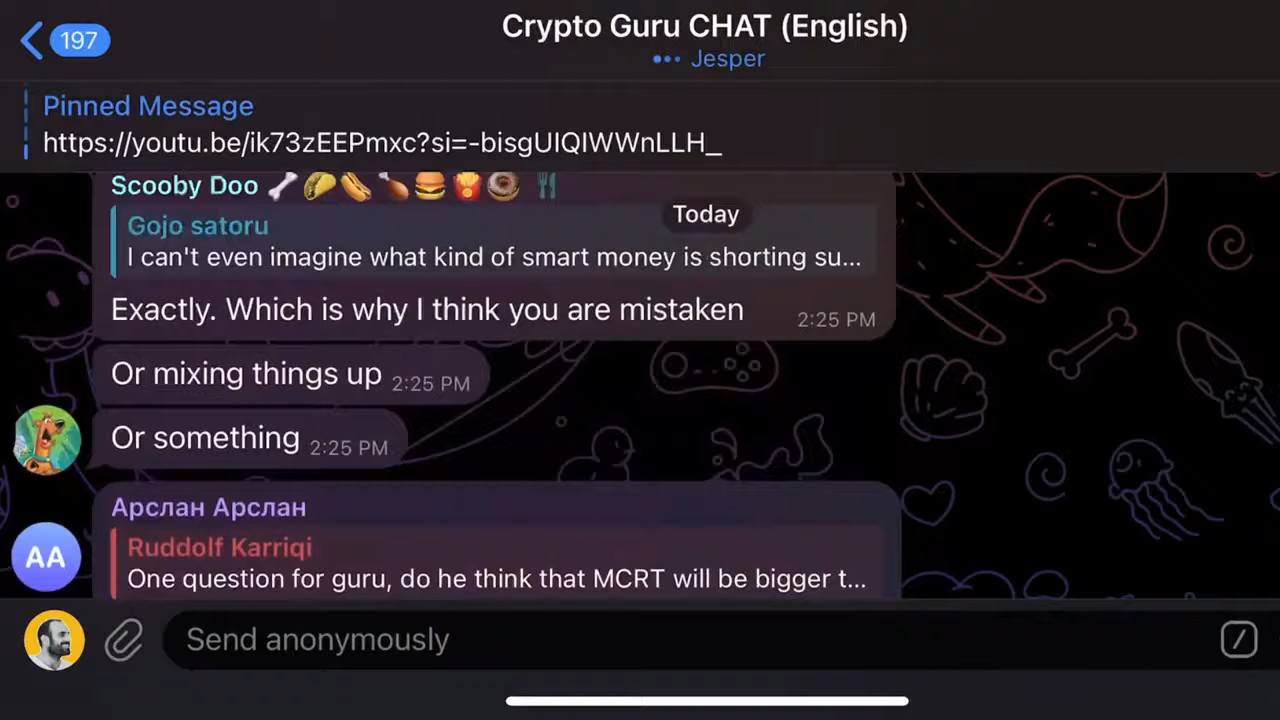 197
Crypto Guru CHAT (English)
Jesper
Pinned Message
https://youtu.be/ik73zEEPmxc?si=-bisgUIQIWWnLLH_
Scooby Doo 🦴🌮🌭🍗🍔🍟🍩🍴
Today
Gojo satoru
I can't even imagine what kind of smart money is shorting su...
Exactly. Which is why I think you are mistaken 2:25 PM
Or mixing things up 2:25 PM
Or something 2:25 PM
Арслан Арслан
AA
Ruddolf Karriqi
One question for guru, do he think that MCRT will be bigger t...
Send anonymously